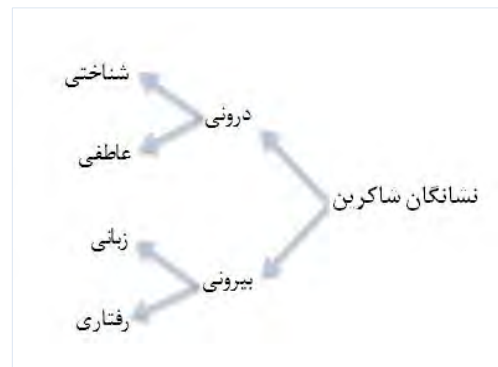 نشانگان شاکرین
درونی
شناختی
عاطفی
بیرونی
زبانی
رفتاری